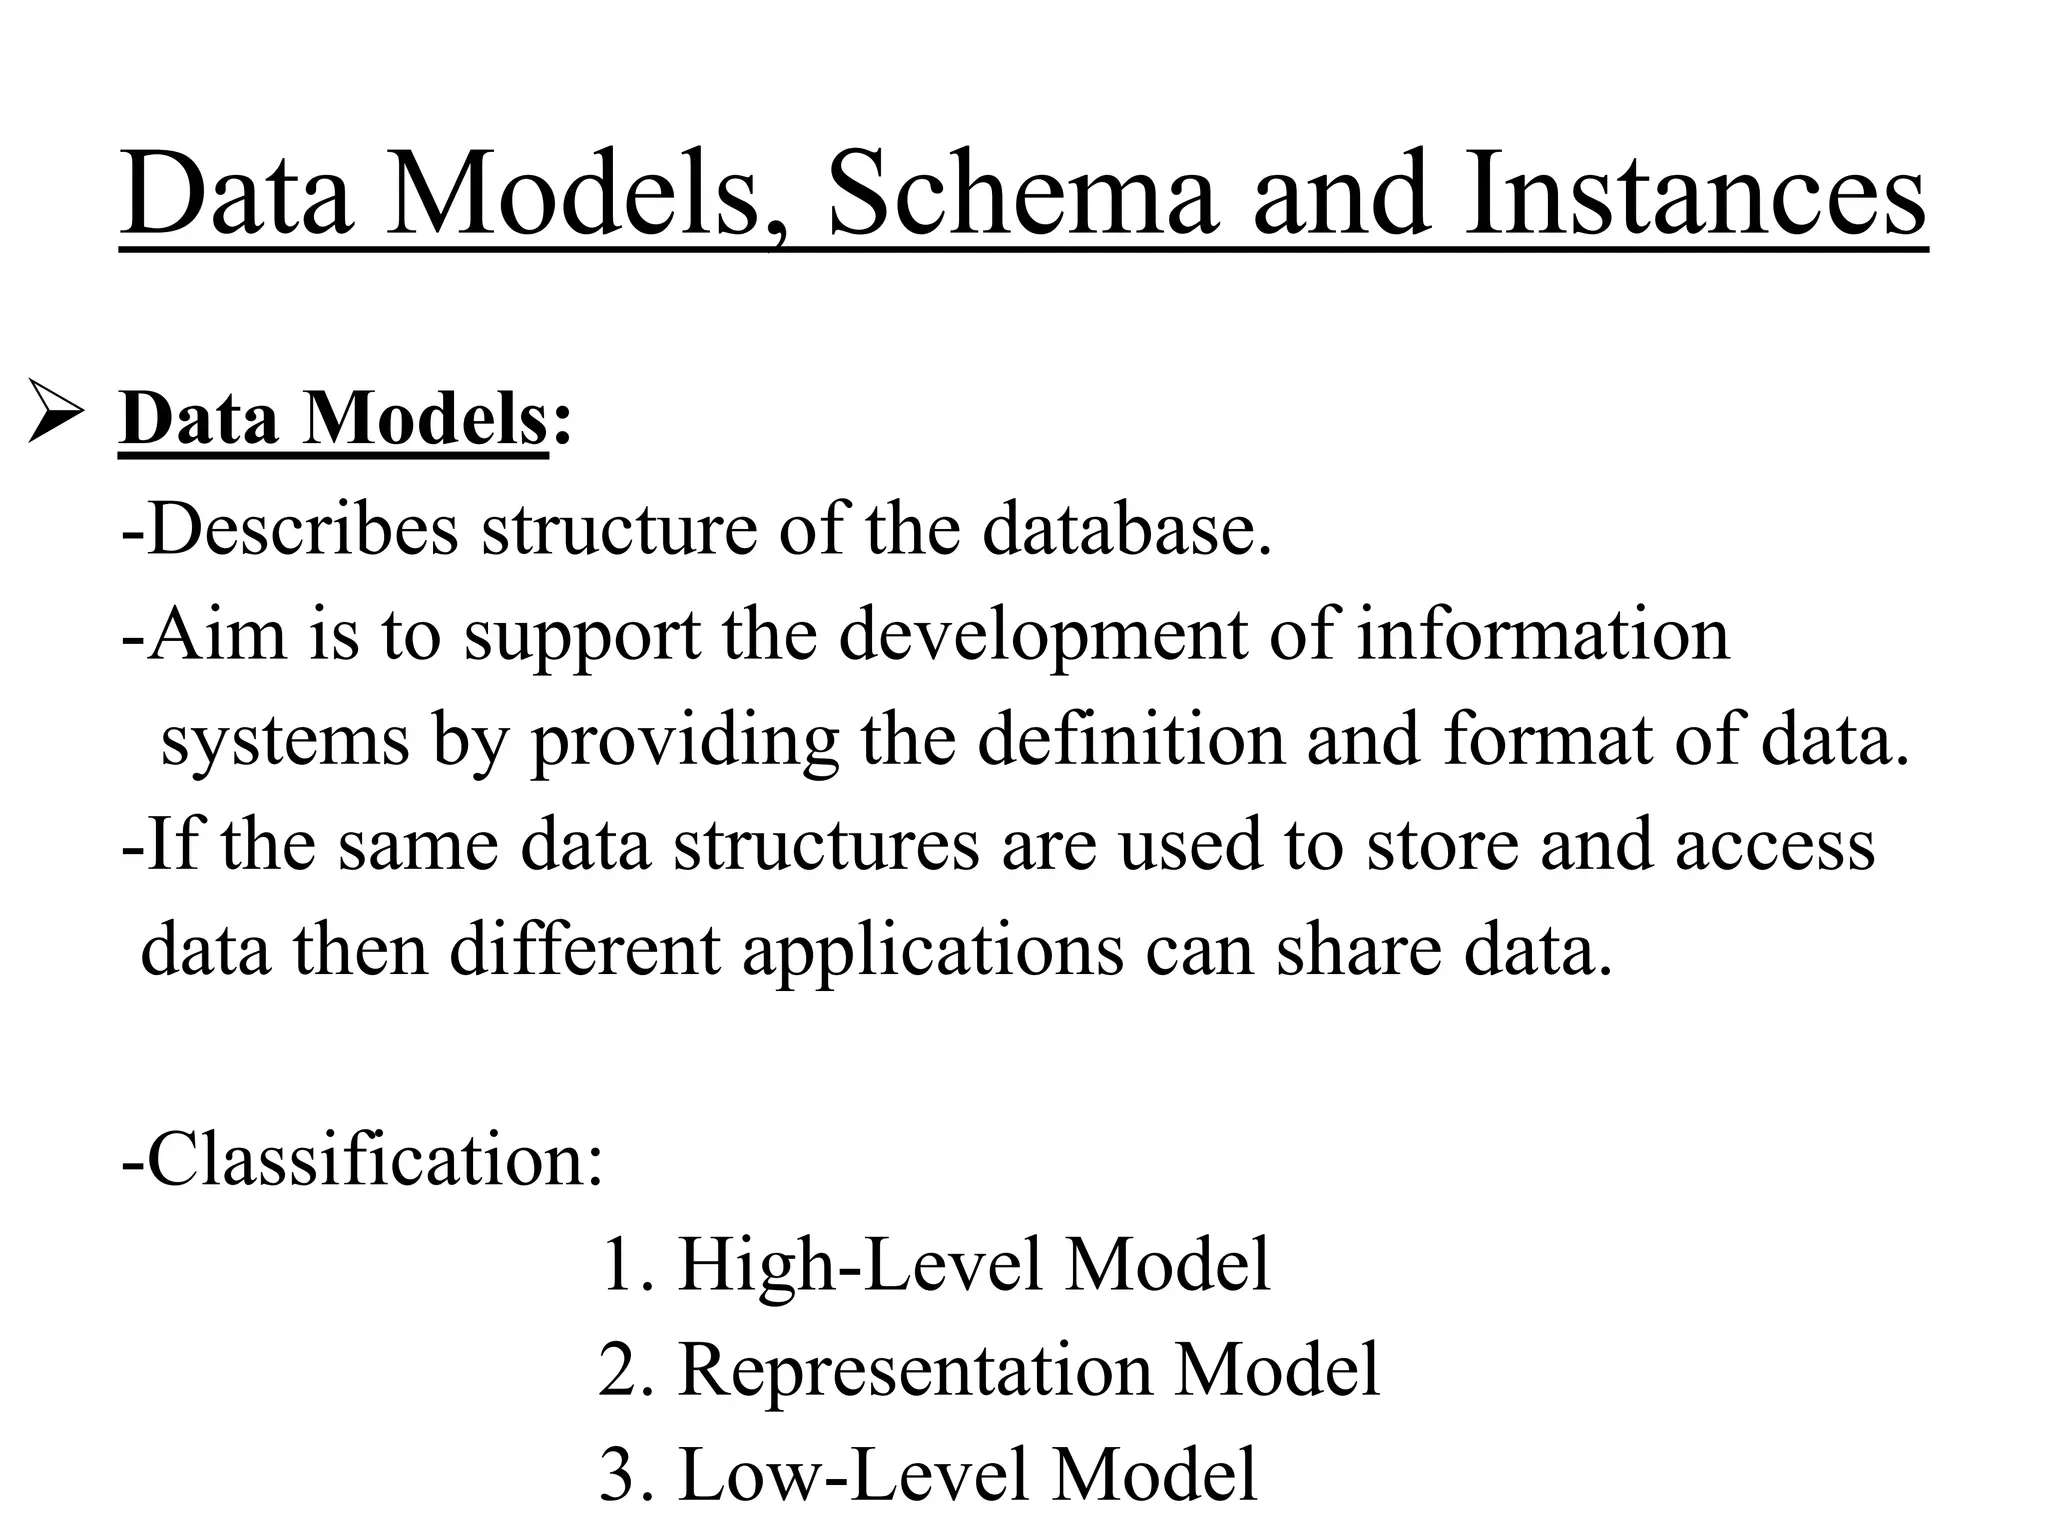 Data Models, Schema and Instances
➢ Data Models:
-Describes structure of the database.
-Aim is to support the development of information
systems by providing the definition and format of data.
-If the same data structures are used to store and access
data then different applications can share data.
-Classification:
1. High-Level Model
2. Representation Model
3. Low-Level Model